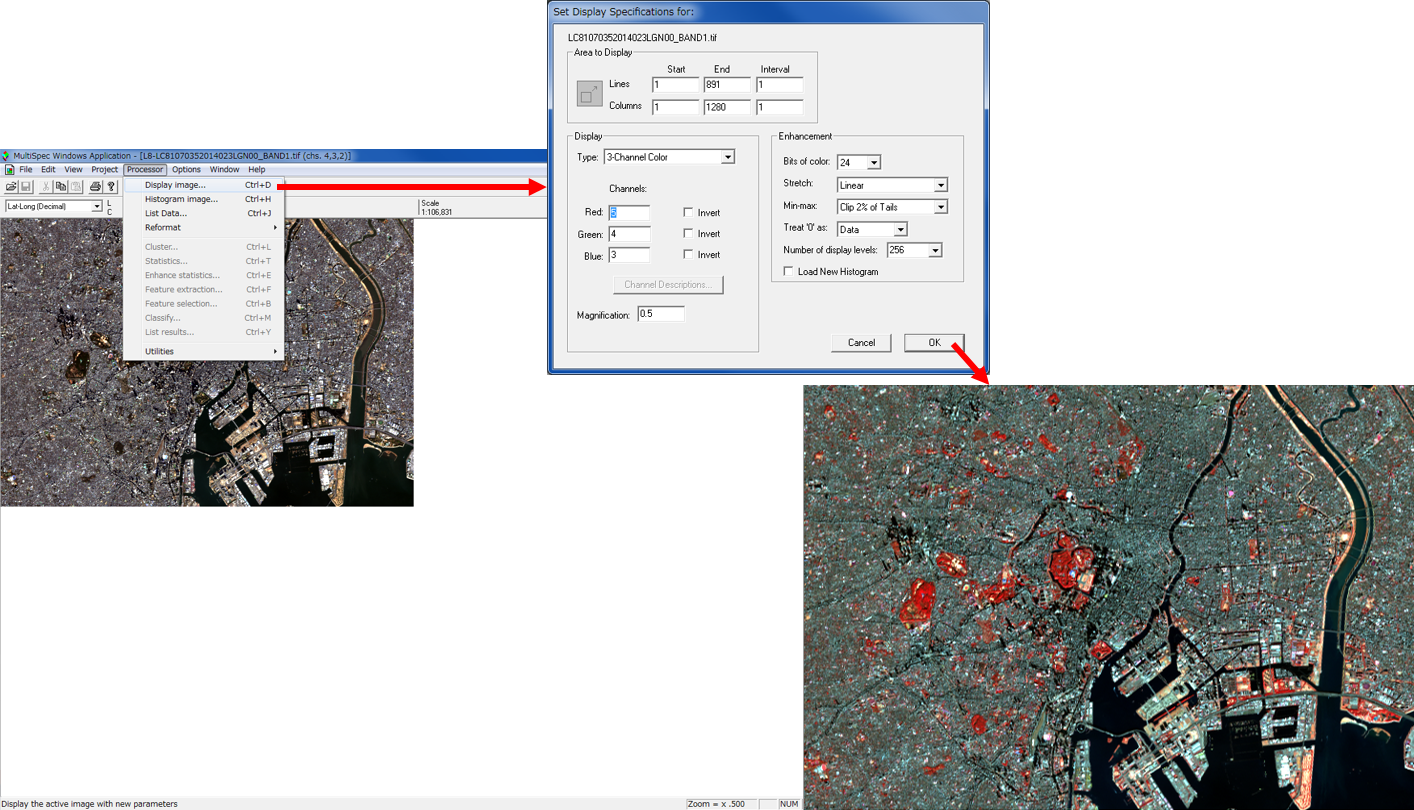 MultiSpec Windows Application - [L8-LC81070352014023LGN00_BAND1.tif (chs. 4,3,2)]
File Edit View Project Processor Options Window Help
Lat-Long (Decimal)
L
C
Scale
1:106,831
Display image... Ctrl+D
Histogram image... Ctrl+H
List Data... Ctrl+J
Reformat
Cluster... Ctrl+L
Statistics... Ctrl+T
Enhance statistics... Ctrl+E
Feature extraction... Ctrl+F
Feature selection... Ctrl+B
Classify... Ctrl+M
List results... Ctrl+Y
Utilities
Display the active image with new parameters
Zoom = x .500
NUM
Set Display Specifications for:
LC81070352014023LGN00_BAND1.tif
Area to Display
Start End Interval
Lines 1 891 1
Columns 1 1280 1
Display
Type: 3-Channel Color
Channels:
Red: 5 Invert
Green: 4 Invert
Blue: 3 Invert
Channel Descriptions...
Magnification: 0.5
Enhancement
Bits of color: 24
Stretch: Linear
Min-max: Clip 2% of Tails
Treat '0' as: Data
Number of display levels: 256
Load New Histogram
Cancel OK